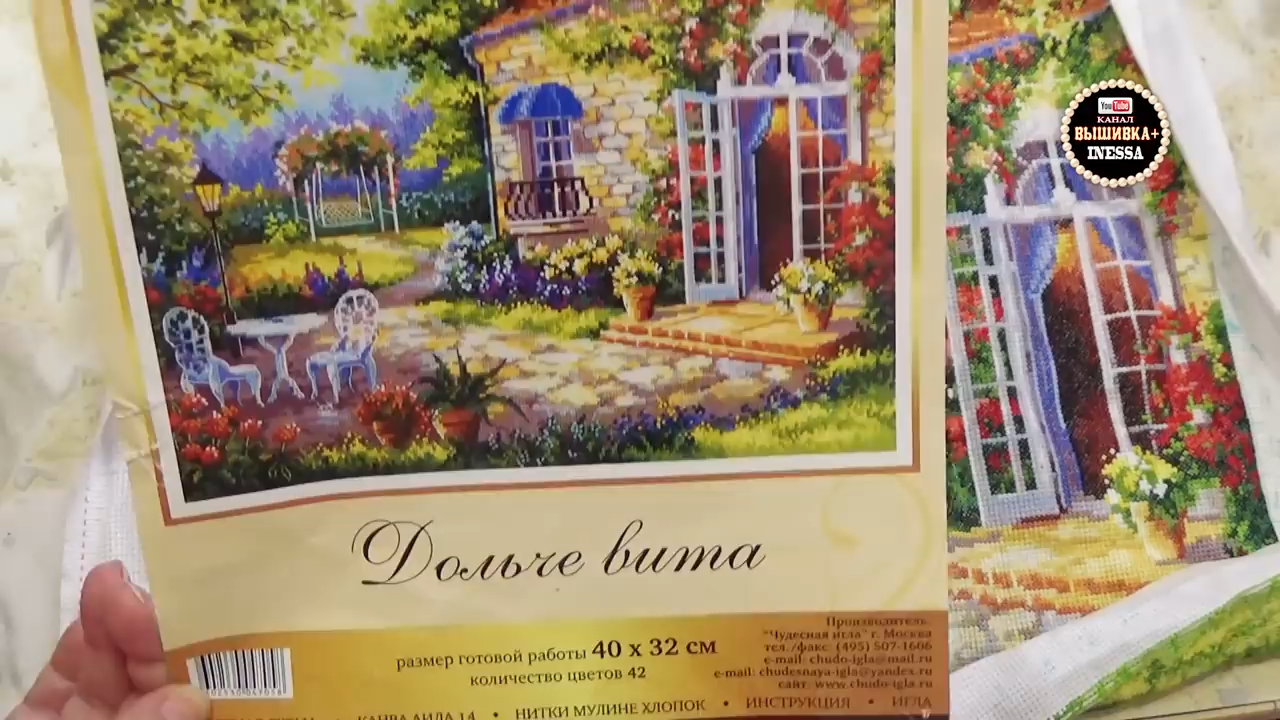 You Tube
КАНАЛ
ВЫШИВКА+
INESSA
Дольче вита
размер готовой работы 40 x 32 см
количество цветов 42
Производитель:
"Чудесная игла" г. Москва
тел./факс (495) 507-1606
e-mail: chudo-igla@mail.ru
e-mail: chudesnaya-igla@yandex.ru
сайт: www.chudo-igla.ru
КАНВА АИДА 14 • НИТКИ МУЛИНЕ ХЛОПОК • ИНСТРУКЦИЯ • ИГЛА